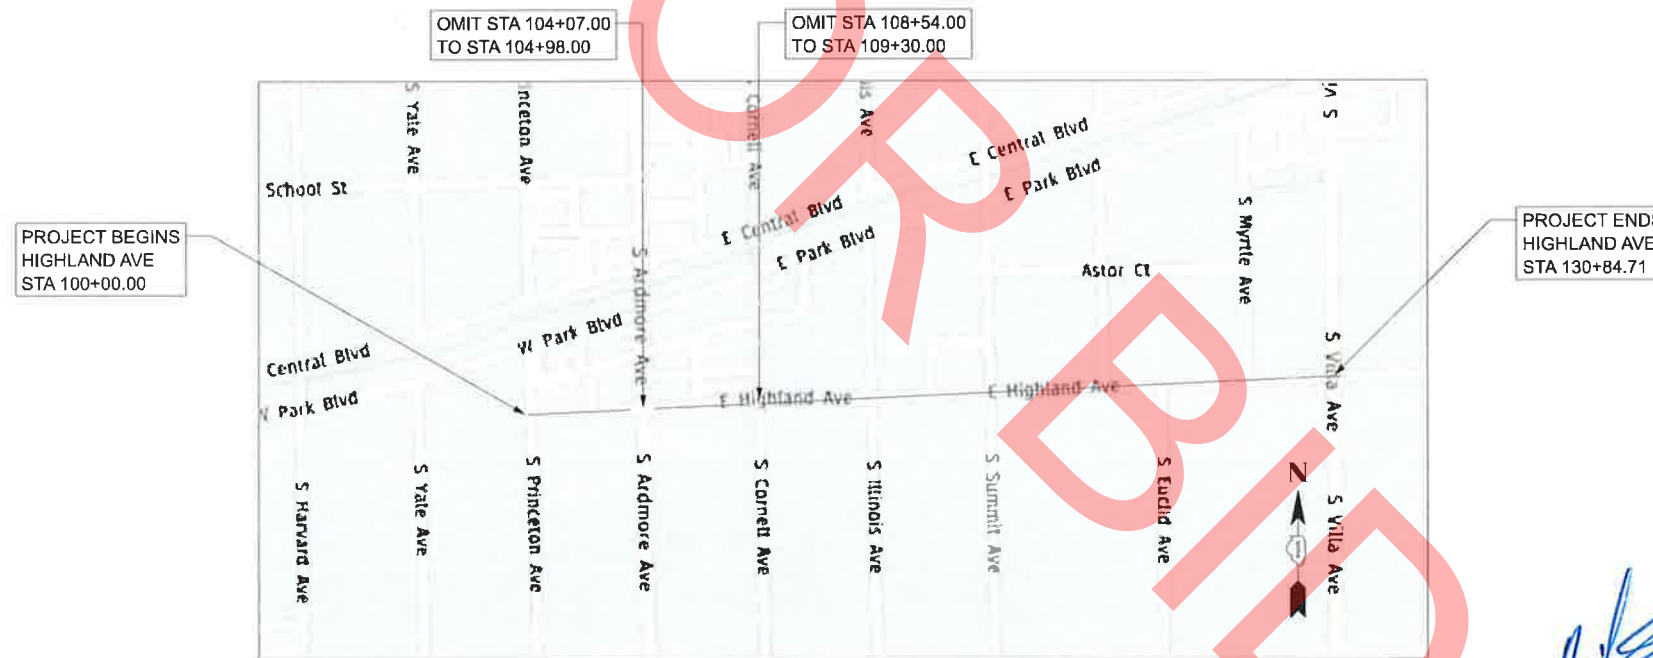 OMIT STA 104+07.00
TO STA 104+98.00
OMIT STA 108+54.00
TO STA 109+30.00
PROJECT BEGINS
HIGHLAND AVE
STA 100+00.00
PROJECT ENDS
HIGHLAND AVE
STA 130+84.71
School St
S Yale Ave
nceton Ave
S Ardmore Ave
Cornell Ave
is Ave
E Central Blvd
E Park Blvd
E Central Blvd
E Park Blvd
S Myrtle Ave
Astor Ct
W Park Blvd
Central Blvd
Park Blvd
E Highland Ave
E Highland Ave
S Villa Ave
S Harvard Ave
S Yale Ave
S Princeton Ave
S Ardmore Ave
S Cornell Ave
S Illinois Ave
S Summit Ave
S Euclid Ave
S Villa Ave
N
OR BID